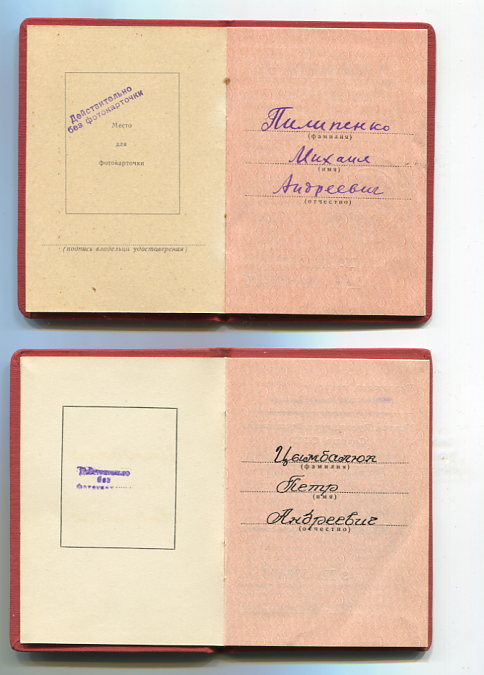 Действительно
без фотокарточки
Место
для
фотокарточки
(подпись владельца удостоверения)
Пилипенко
(фамилия)
Михаил
(имя)
Андреевич
(отчество)
Действительно
без
Цымбалюк
(фамилия)
Петр
(имя)
Андреевич
(отчество)